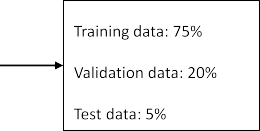 Training data: 75%
Validation data: 20%
Test data: 5%